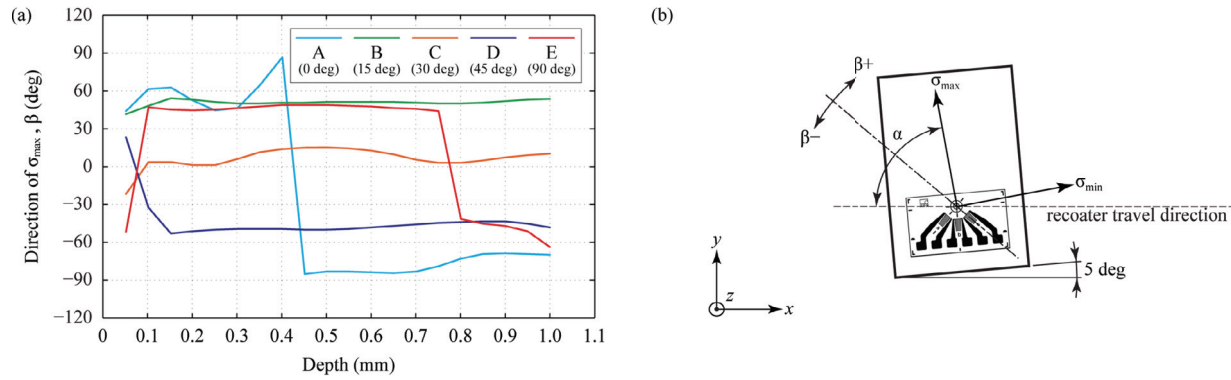 (a)
120
90
60
30
0
−30
−60
−90
−120
Direction of σmax , β (deg)
A B C D E
(0 deg) (15 deg) (30 deg) (45 deg) (90 deg)
0 0.1 0.2 0.3 0.4 0.5 0.6 0.7 0.8 0.9 1.0 1.1
Depth (mm)
(b)
β+
β−
α
σmax
σmin
recoater travel direction
5 deg
y
z
x